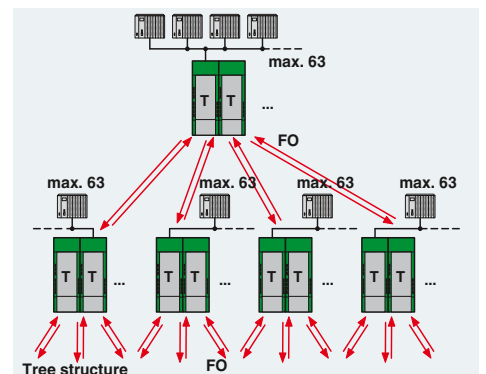 max. 63
T T ...
FO
max. 63 max. 63 max. 63 max. 63
T T ... T T ... T T ... T T ...
Tree structure FO